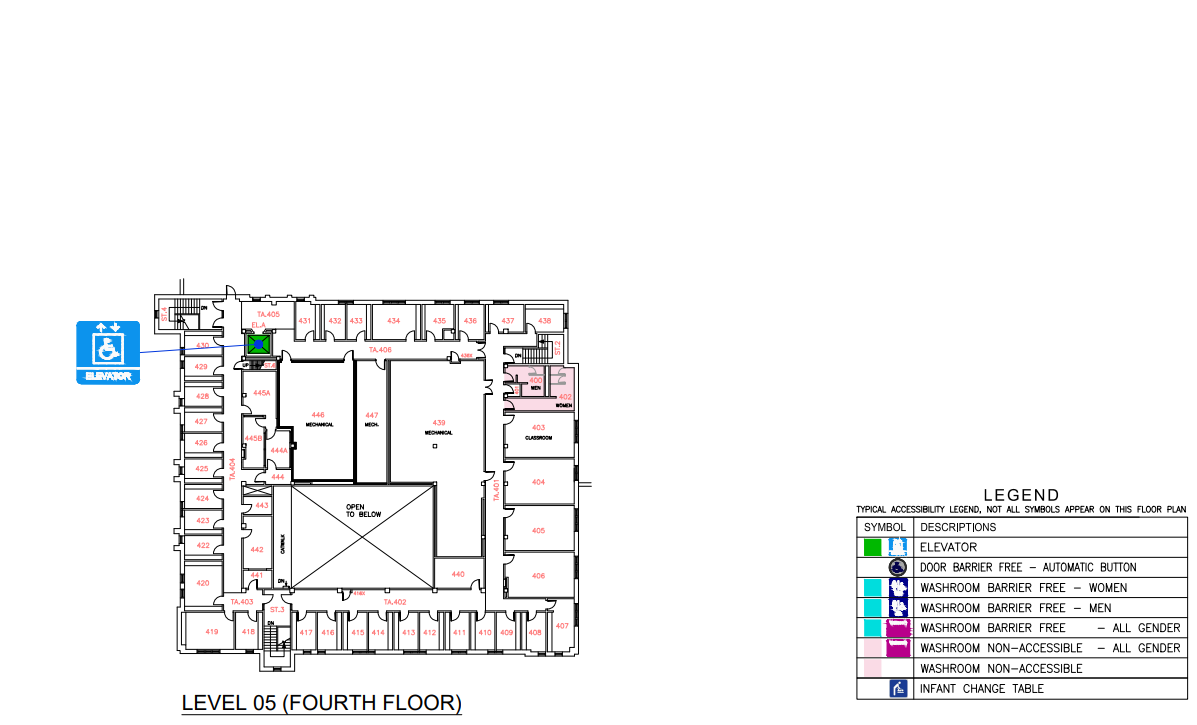 ST.4
DN
TA.405
EL.A
431
432
433
434
435
436
437
438
430
ELEVATOR
TA.406
436X
DN
ST.2
429
UP
ST.6
428
445A
446
MECHANICAL
447
MECH.
439
MECHANICAL
400
MEN
402
WOMEN
427
403
CLASSROOM
426
445B
444A
425
TA.404
444
404
TA.401
424
443
OPEN
TO BELOW
423
405
422
442
CATWALK
420
441
DN
440
406
TA.403
ST.3
416X
TA.402
DN
419
418
417
416
415
414
413
412
411
410
409
408
407
LEVEL 05 (FOURTH FLOOR)
LEGEND
TYPICAL ACCESSIBILITY LEGEND, NOT ALL SYMBOLS APPEAR ON THIS FLOOR PLAN
SYMBOL DESCRIPTIONS
ELEVATOR
DOOR BARRIER FREE – AUTOMATIC BUTTON
WASHROOM BARRIER FREE – WOMEN
WASHROOM BARRIER FREE – MEN
WASHROOM BARRIER FREE – ALL GENDER
WASHROOM NON-ACCESSIBLE – ALL GENDER
WASHROOM NON-ACCESSIBLE
INFANT CHANGE TABLE